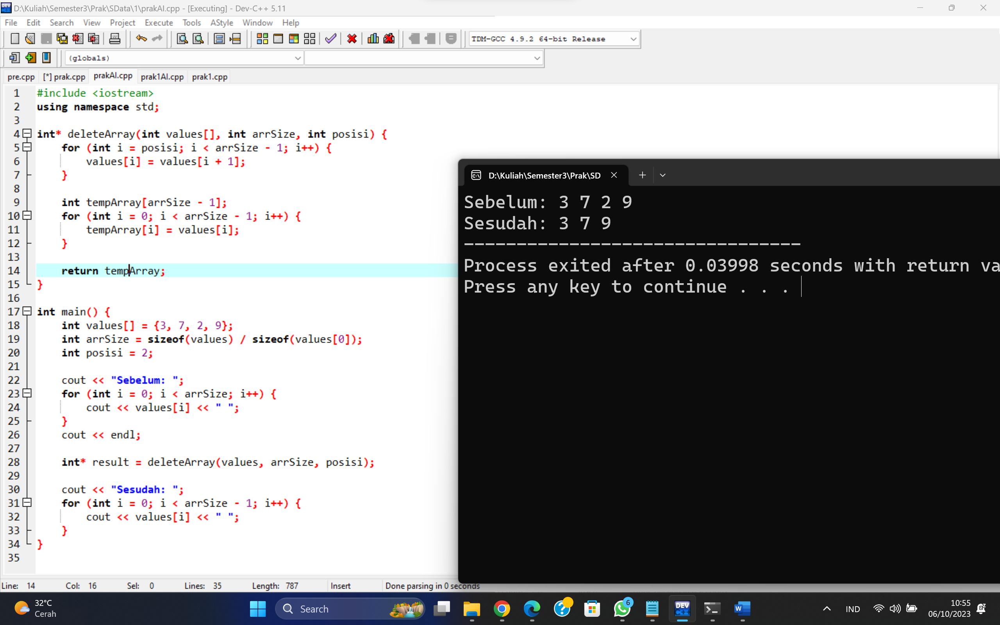 D:\Kuliah\Semester3\Prak\SData\1\prakAI.cpp - [Executing] - Dev-C++ 5.11
File Edit Search View Project Execute Tools AStyle Window Help
TDM-GCC 4.9.2 64-bit Release
(globals)
pre.cpp [*] prak.cpp prakAI.cpp prak1AI.cpp prak1.cpp
1 #include <iostream>
2 using namespace std;
3
4 int* deleteArray(int values[], int arrSize, int posisi) {
5     for (int i = posisi; i < arrSize - 1; i++) {
6         values[i] = values[i + 1];
7     }
8
9     int tempArray[arrSize - 1];
10     for (int i = 0; i < arrSize - 1; i++) {
11         tempArray[i] = values[i];
12     }
13
14     return tempArray;
15 }
16
17 int main() {
18     int values[] = {3, 7, 2, 9};
19     int arrSize = sizeof(values) / sizeof(values[0]);
20     int posisi = 2;
21
22     cout << "Sebelum: ";
23     for (int i = 0; i < arrSize; i++) {
24         cout << values[i] << " ";
25     }
26     cout << endl;
27
28     int* result = deleteArray(values, arrSize, posisi);
29
30     cout << "Sesudah: ";
31     for (int i = 0; i < arrSize - 1; i++) {
32         cout << values[i] << " ";
33     }
34 }
35
D:\Kuliah\Semester3\Prak\SD
Sebelum: 3 7 2 9
Sesudah: 3 7 9
--------------------------------
Process exited after 0.03998 seconds with return va
Press any key to continue . . .
Line: 14 Col: 16 Sel: 0 Lines: 35 Length: 787 Insert Done parsing in 0 seconds
32°C
Cerah
Search
6
DEV
C++
W
IND
10:55
06/10/2023